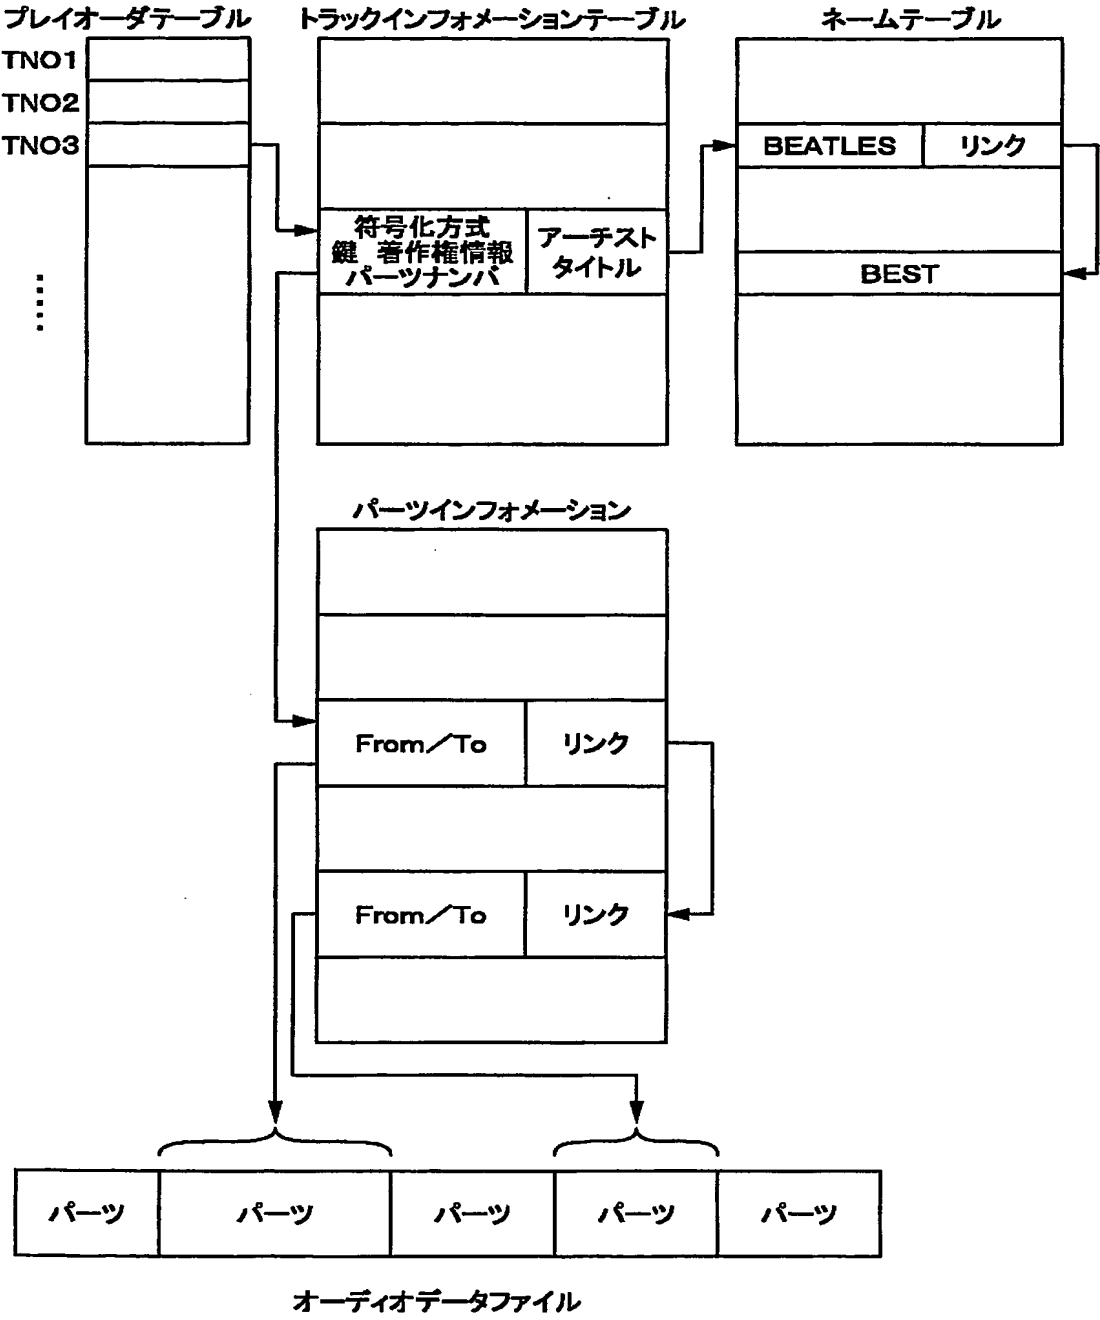 プレイオーダテーブル
トラックインフォメーションテーブル
ネームテーブル
TNO1
TNO2
TNO3
符号化方式
鍵 著作権情報
パーツナンバ
アーチスト
タイトル
BEATLES
リンク
BEST
パーツインフォメーション
From／To
リンク
From／To
リンク
パーツ
パーツ
パーツ
パーツ
パーツ
オーディオデータファイル